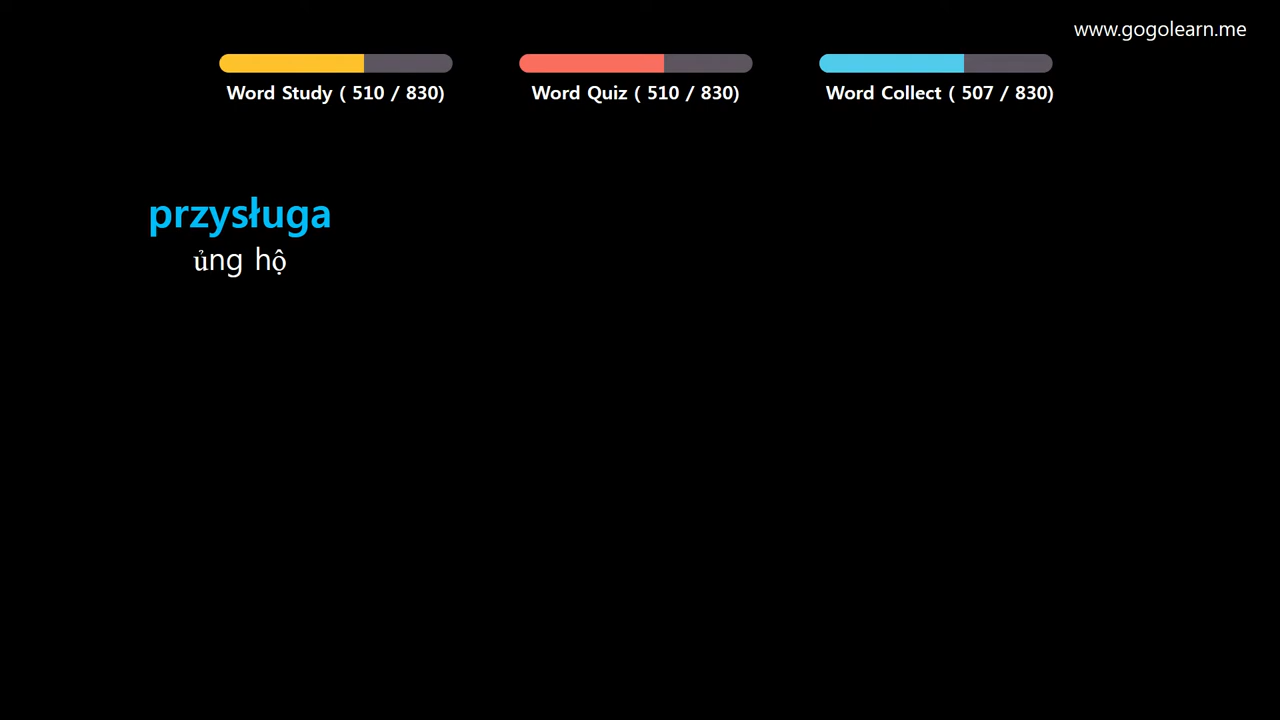 www.gogolearn.me
Word Study ( 510 / 830)
Word Quiz ( 510 / 830)
Word Collect ( 507 / 830)
przysługa
ủng hộ